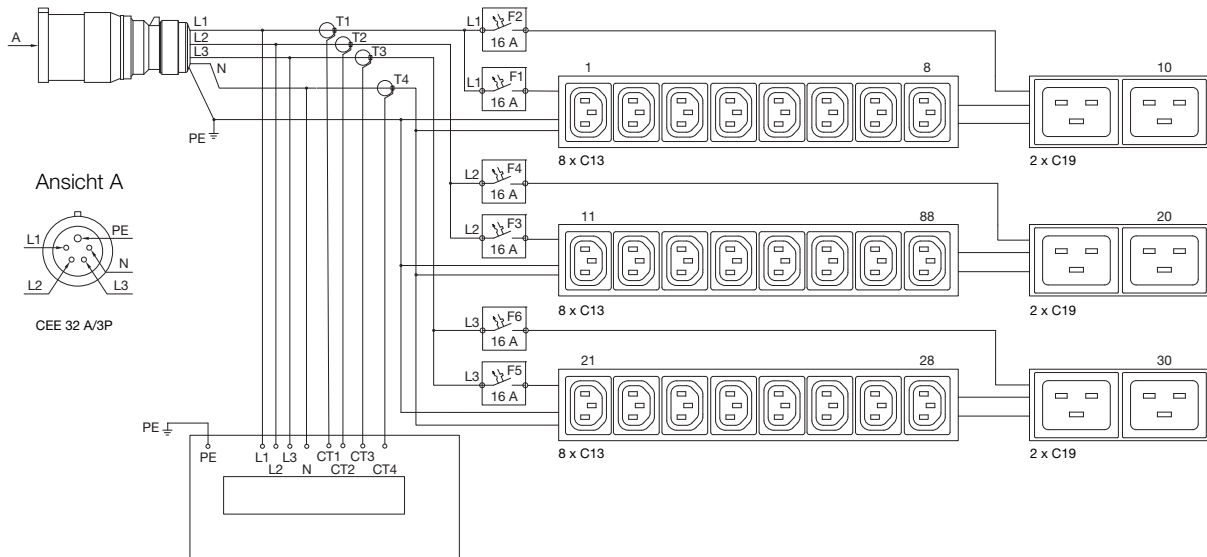 A
L1
L2
L3
N
PE
T1
T2
T3
T4
L1 F2
16 A
L1 F1
16 A
1 8
8 x C13
10
2 x C19
Ansicht A
L1 PE
N
L2 L3
CEE 32 A/3P
L2 F4
16 A
L2 F3
16 A
11 88
8 x C13
20
2 x C19
L3 F6
16 A
L3 F5
16 A
21 28
8 x C13
30
2 x C19
PE
PE L1 L3 CT1 CT3
L2 N CT2 CT4